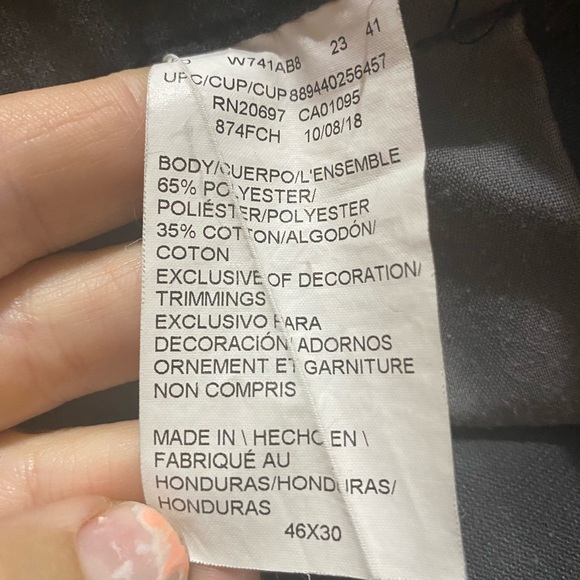 W741AB8 23 41
UPC/CUP/CUP 889440256457
RN20697 CA01095
874FCH 10/08/18
BODY/CUERPO/L'ENSEMBLE
65% POLYESTER/
POLIÉSTER/POLYESTER
35% COTTON/ALGODÓN/
COTON
EXCLUSIVE OF DECORATION/
TRIMMINGS
EXCLUSIVO PARA
DECORACIÓN ADORNOS
ORNEMENT ET GARNITURE
NON COMPRIS
MADE IN \ HECHO EN \
FABRIQUÉ AU
HONDURAS/HONDURAS/
HONDURAS
46X30